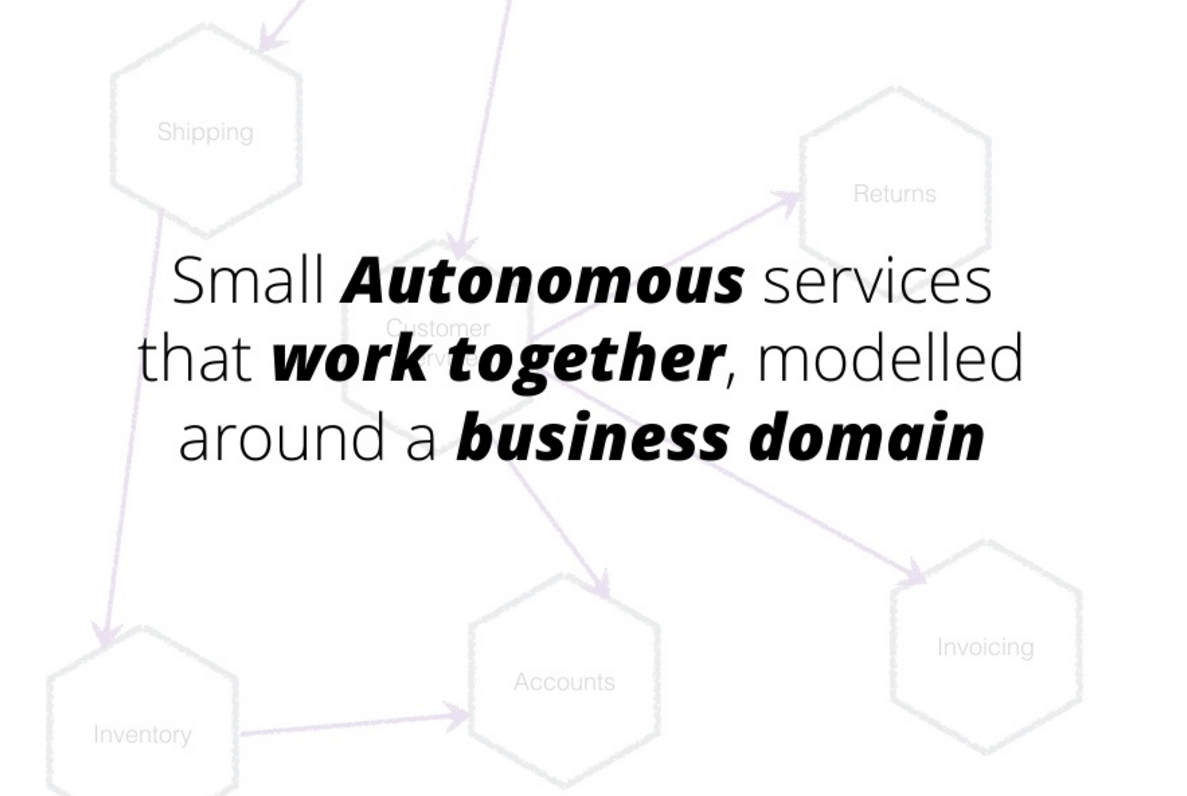 Shipping
Returns
Small Autonomous services
Customer
that work together, modelled
around a business domain
Invoicing
Accounts
Inventory